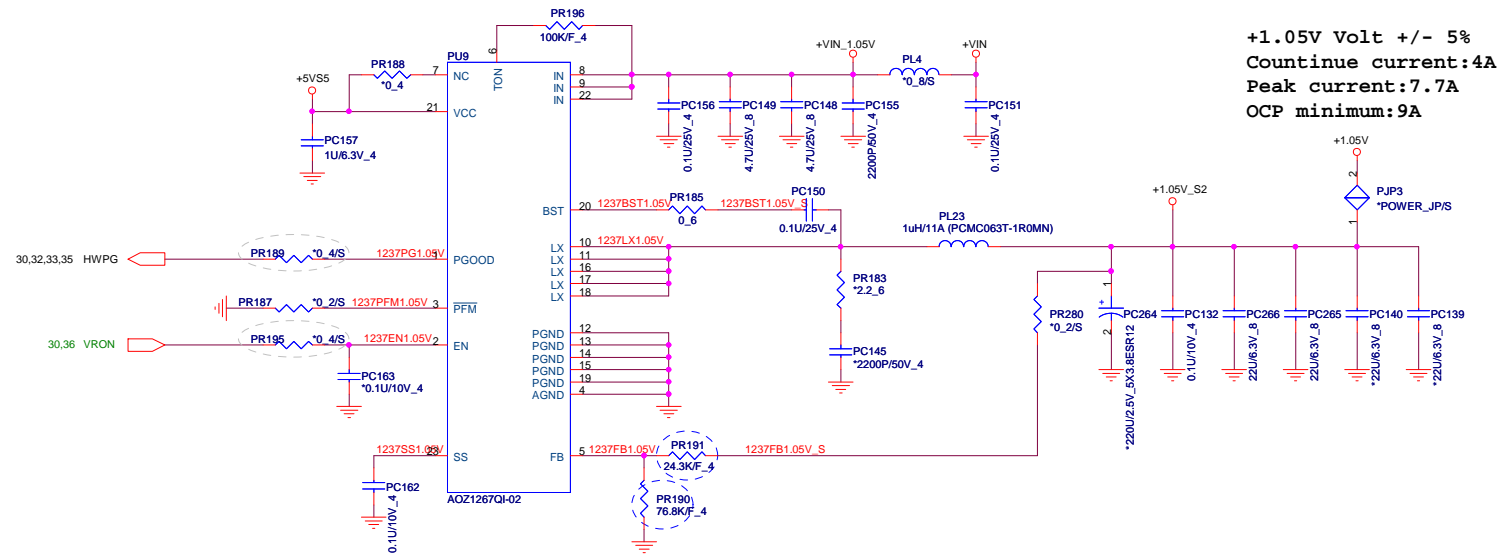 +1.05V Volt +/- 5%
Countinue current:4A
Peak current:7.7A
OCP minimum:9A
PR196
100K/F_4
6
TON
PU9
+5VS5
PR188
*0_4
7
NC
21
VCC
PC157
1U/6.3V_4
IN
8
IN
9
IN
22
+VIN_1.05V
PL4
*0_8/S
+VIN
PC156
0.1U/25V_4
PC149
4.7U/25V_8
PC148
4.7U/25V_8
PC155
2200P/50V_4
PC151
0.1U/25V_4
BST
20
1237BST1.05V
PR185
0_6
1237BST1.05V_S
PC150
0.1U/25V_4
LX
10
1237LX1.05V
LX
11
LX
16
LX
17
LX
18
PL23
1uH/11A (PCMC063T-1R0MN)
+1.05V_S2
+1.05V
2
PJP3
*POWER_JP/S
1
30,32,33,35 HWPG
PR189
*0_4/S
1237PG1.05V
1
PGOOD
PR187
*0_2/S
1237PFM1.05V
3
PFM
30,36 VRON
PR195
*0_4/S
1237EN1.05V
2
EN
PC163
*0.1U/10V_4
PGND
12
PGND
13
PGND
14
PGND
15
PGND
19
AGND
4
PR183
*2.2_6
PC145
*2200P/50V_4
PR280
*0_2/S
1
+
PC264
2
*220U/2.5V_5X3.8ESR12
PC132
0.1U/10V_4
PC266
22U/6.3V_8
PC265
22U/6.3V_8
PC140
*22U/6.3V_8
PC139
*22U/6.3V_8
1237SS1.05V
23
SS
PC162
0.1U/10V_4
FB
5
1237FB1.05V
PR191
24.3K/F_4
1237FB1.05V_S
PR190
76.8K/F_4
AOZ1267QI-02